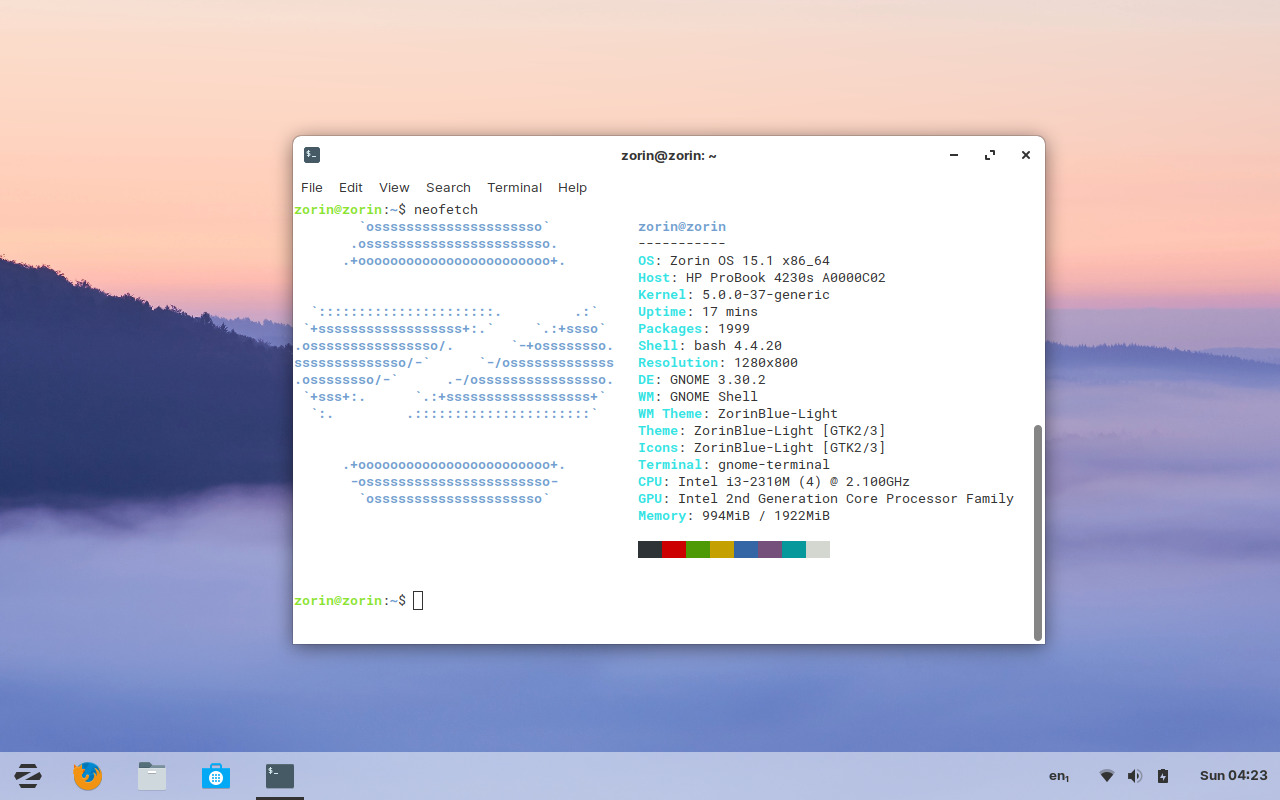 zorin@zorin: ~
File Edit View Search Terminal Help
zorin@zorin:~$ neofetch
`osssssssssssssssssssssso` zorin@zorin
.osssssssssssssssssssssssso. -----------
.+oooooooooooooooooooooooo+. OS: Zorin OS 15.1 x86_64
Host: HP ProBook 4230s A0000C02
Kernel: 5.0.0-37-generic
`::::::::::::::::::::::. .:` Uptime: 17 mins
`+ssssssssssssssssss+:.` `.:+ssso` Packages: 1999
.ossssssssssssssso/. `-+ossssssso. Shell: bash 4.4.20
ssssssssssssso/-` `-/osssssssssssss Resolution: 1280x800
.ossssssso/-` .-/ossssssssssssssso. DE: GNOME 3.30.2
`+sss+:. `.:+ssssssssssssssssss+` WM: GNOME Shell
`:. .::::::::::::::::::::::` WM Theme: ZorinBlue-Light
Theme: ZorinBlue-Light [GTK2/3]
Icons: ZorinBlue-Light [GTK2/3]
.+oooooooooooooooooooooooo+. Terminal: gnome-terminal
-osssssssssssssssssssssssso- CPU: Intel i3-2310M (4) @ 2.100GHz
`osssssssssssssssssssssso` GPU: Intel 2nd Generation Core Processor Family
Memory: 994MiB / 1922MiB
zorin@zorin:~$
en₁ Sun 04:23